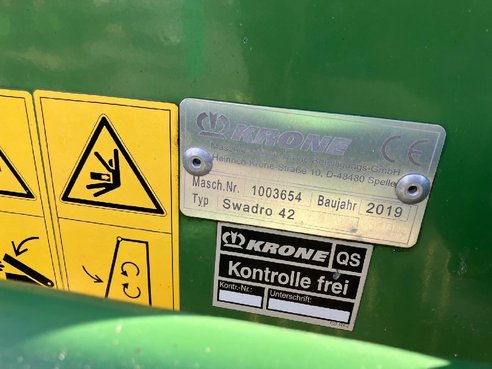 KRONE CE
Heinrich Krone Straße 10, D-48480 Spelle
Masch.Nr. 1003654 Baujahr 2019
Typ Swadro 42
KRONE QS
Kontrolle frei
Kontr.-Nr.: Unterschrift: